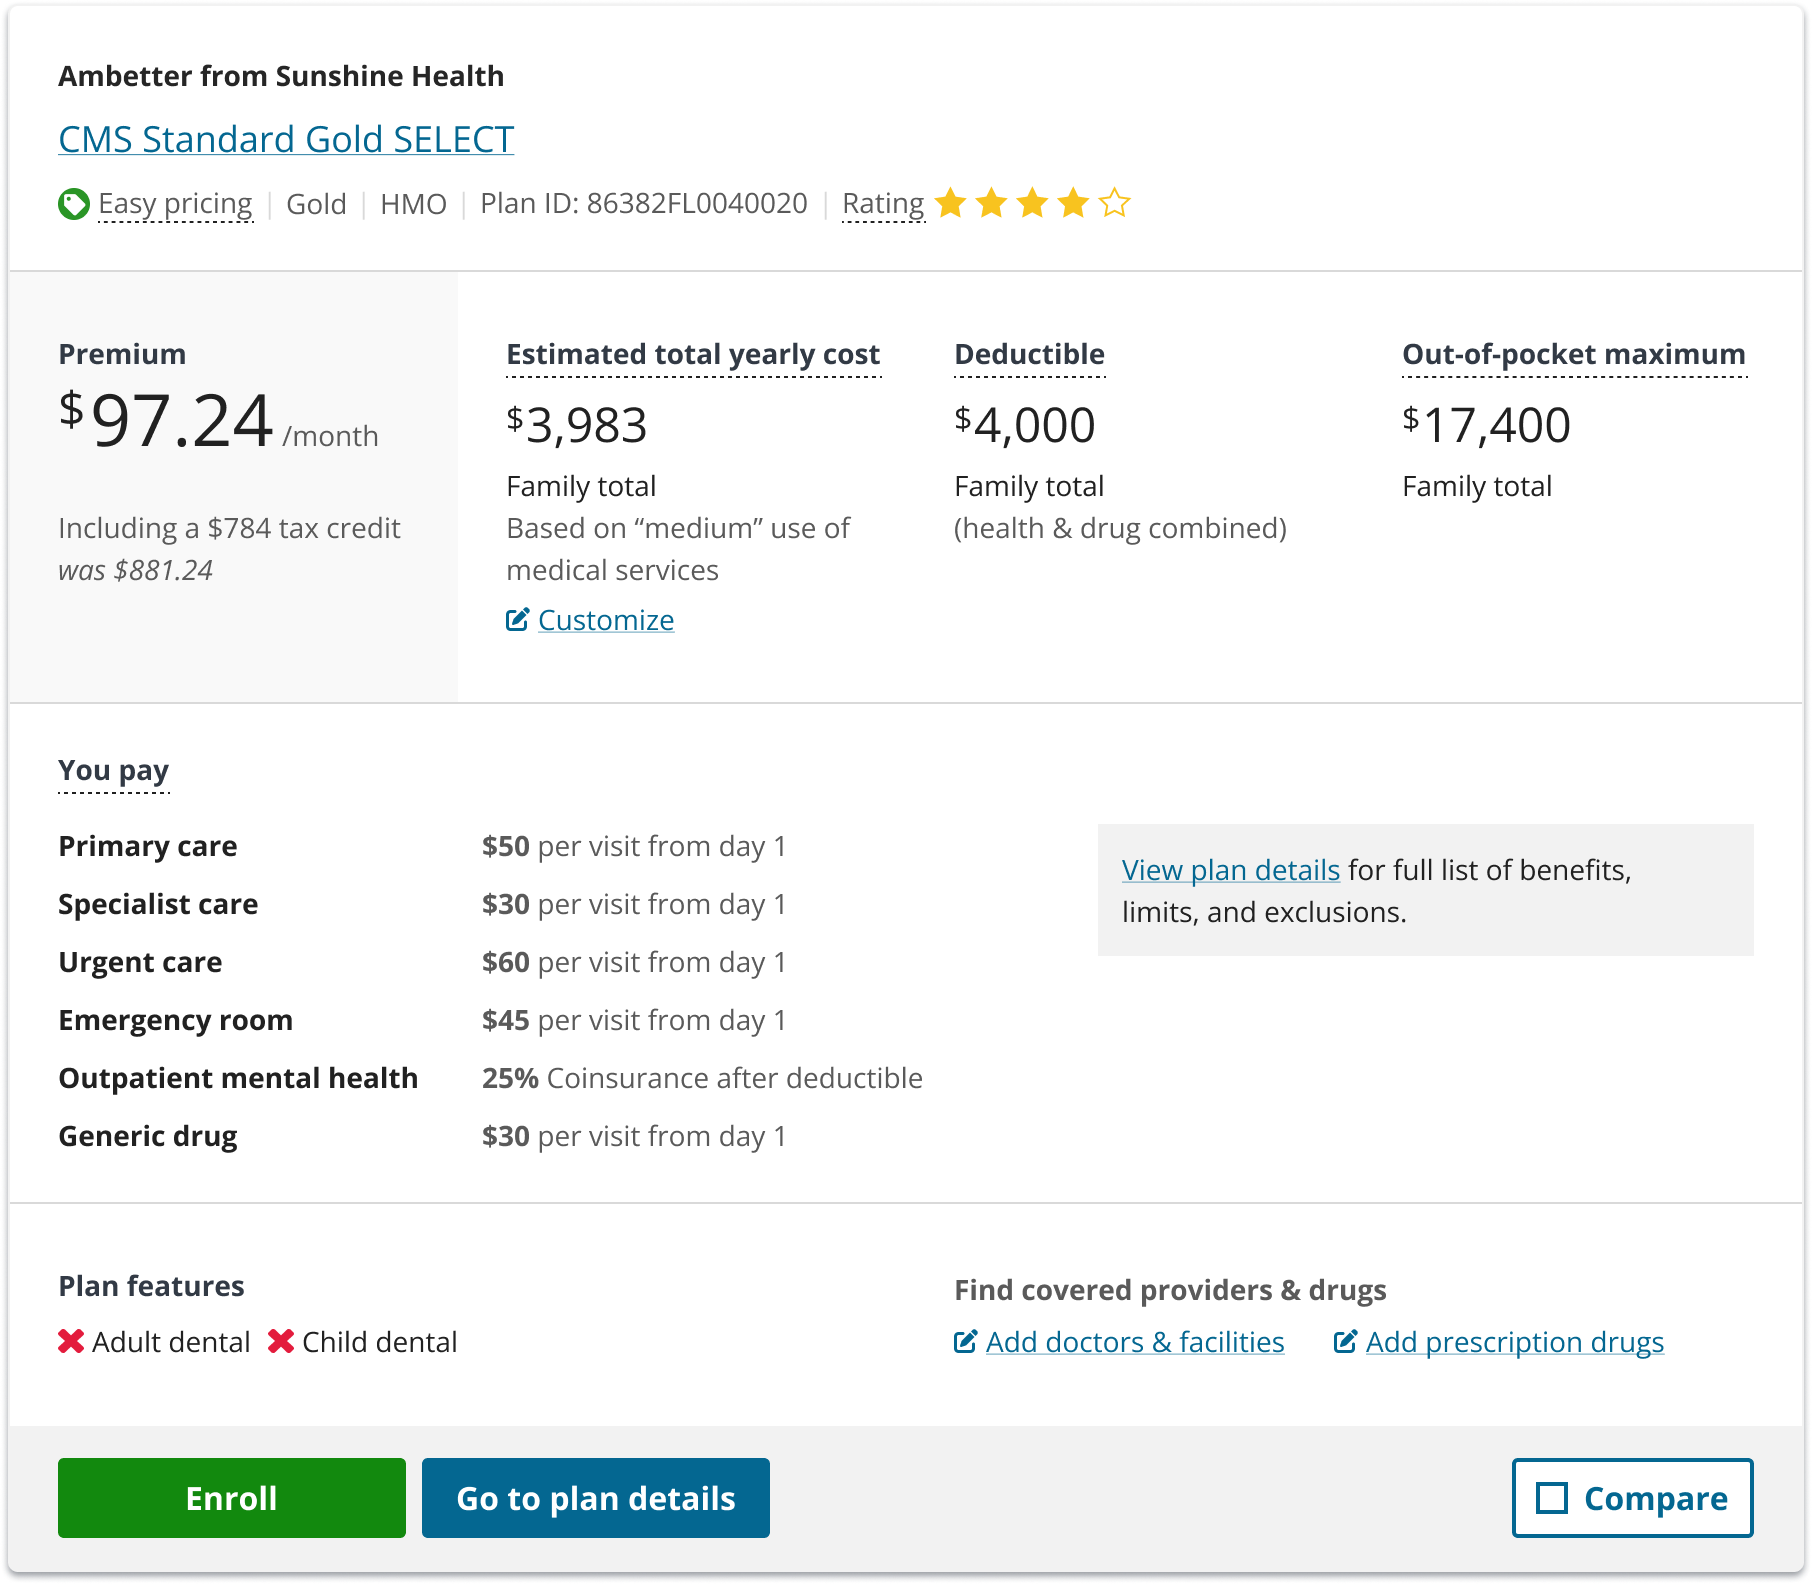 Ambetter from Sunshine Health
CMS Standard Gold SELECT
Easy pricing | Gold | HMO | Plan ID: 86382FL0040020 | Rating
Premium
$97.24 /month
Including a $784 tax credit
was $881.24
Estimated total yearly cost
$3,983
Family total
Based on “medium” use of
medical services
Customize
Deductible
$4,000
Family total
(health & drug combined)
Out-of-pocket maximum
$17,400
Family total
You pay
Primary care $50 per visit from day 1
Specialist care $30 per visit from day 1
Urgent care $60 per visit from day 1
Emergency room $45 per visit from day 1
Outpatient mental health 25% Coinsurance after deductible
Generic drug $30 per visit from day 1
View plan details for full list of benefits,
limits, and exclusions.
Plan features
Adult dental Child dental
Find covered providers & drugs
Add doctors & facilities Add prescription drugs
Enroll
Go to plan details
Compare